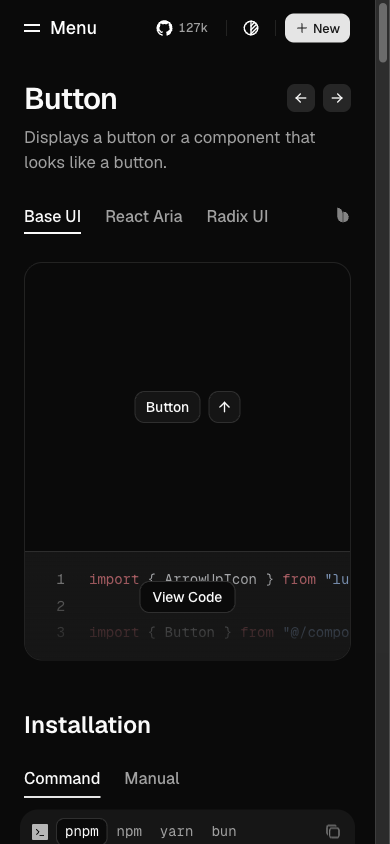 Menu 127k New
Button
Displays a button or a component that
looks like a button.
Base UI React Aria Radix UI
Button
1 import { ArrowUpIcon } from "lu
View Code
2
3 import { Button } from "@/compo
Installation
Command Manual
pnpm npm yarn bun